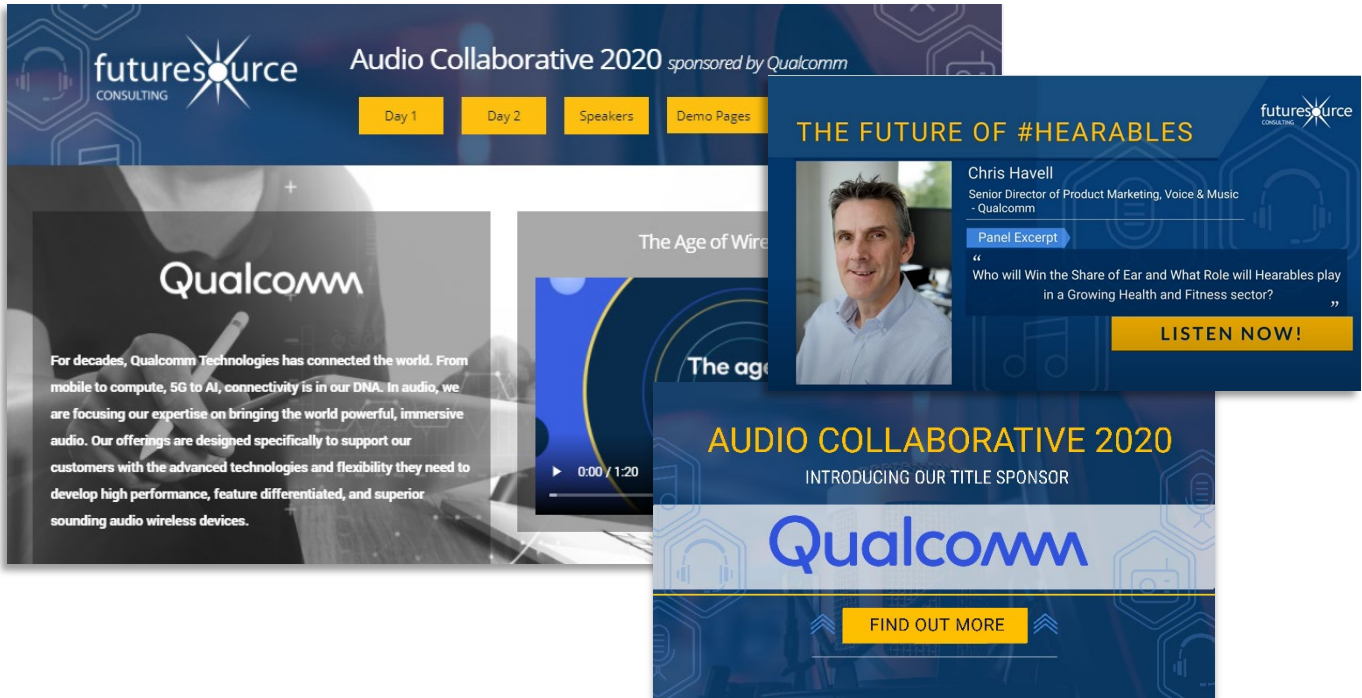 futuresource
CONSULTING
Audio Collaborative 2020 sponsored by Qualcomm
Day 1
Day 2
Speakers
Demo Pages
Qualcomm
For decades, Qualcomm Technologies has connected the world. From
mobile to compute, 5G to AI, connectivity is in our DNA. In audio, we
are focusing our expertise on bringing the world powerful, immersive
audio. Our offerings are designed specifically to support our
customers with the advanced technologies and flexibility they need to
develop high performance, feature differentiated, and superior
sounding audio wireless devices.
The Age of Wire
The age
0:00 / 1:20
THE FUTURE OF #HEARABLES
futuresource
CONSULTING
Chris Havell
Senior Director of Product Marketing, Voice & Music
- Qualcomm
Panel Excerpt
“
Who will Win the Share of Ear and What Role will Hearables play
in a Growing Health and Fitness sector?
”
LISTEN NOW!
AUDIO COLLABORATIVE 2020
INTRODUCING OUR TITLE SPONSOR
Qualcomm
FIND OUT MORE